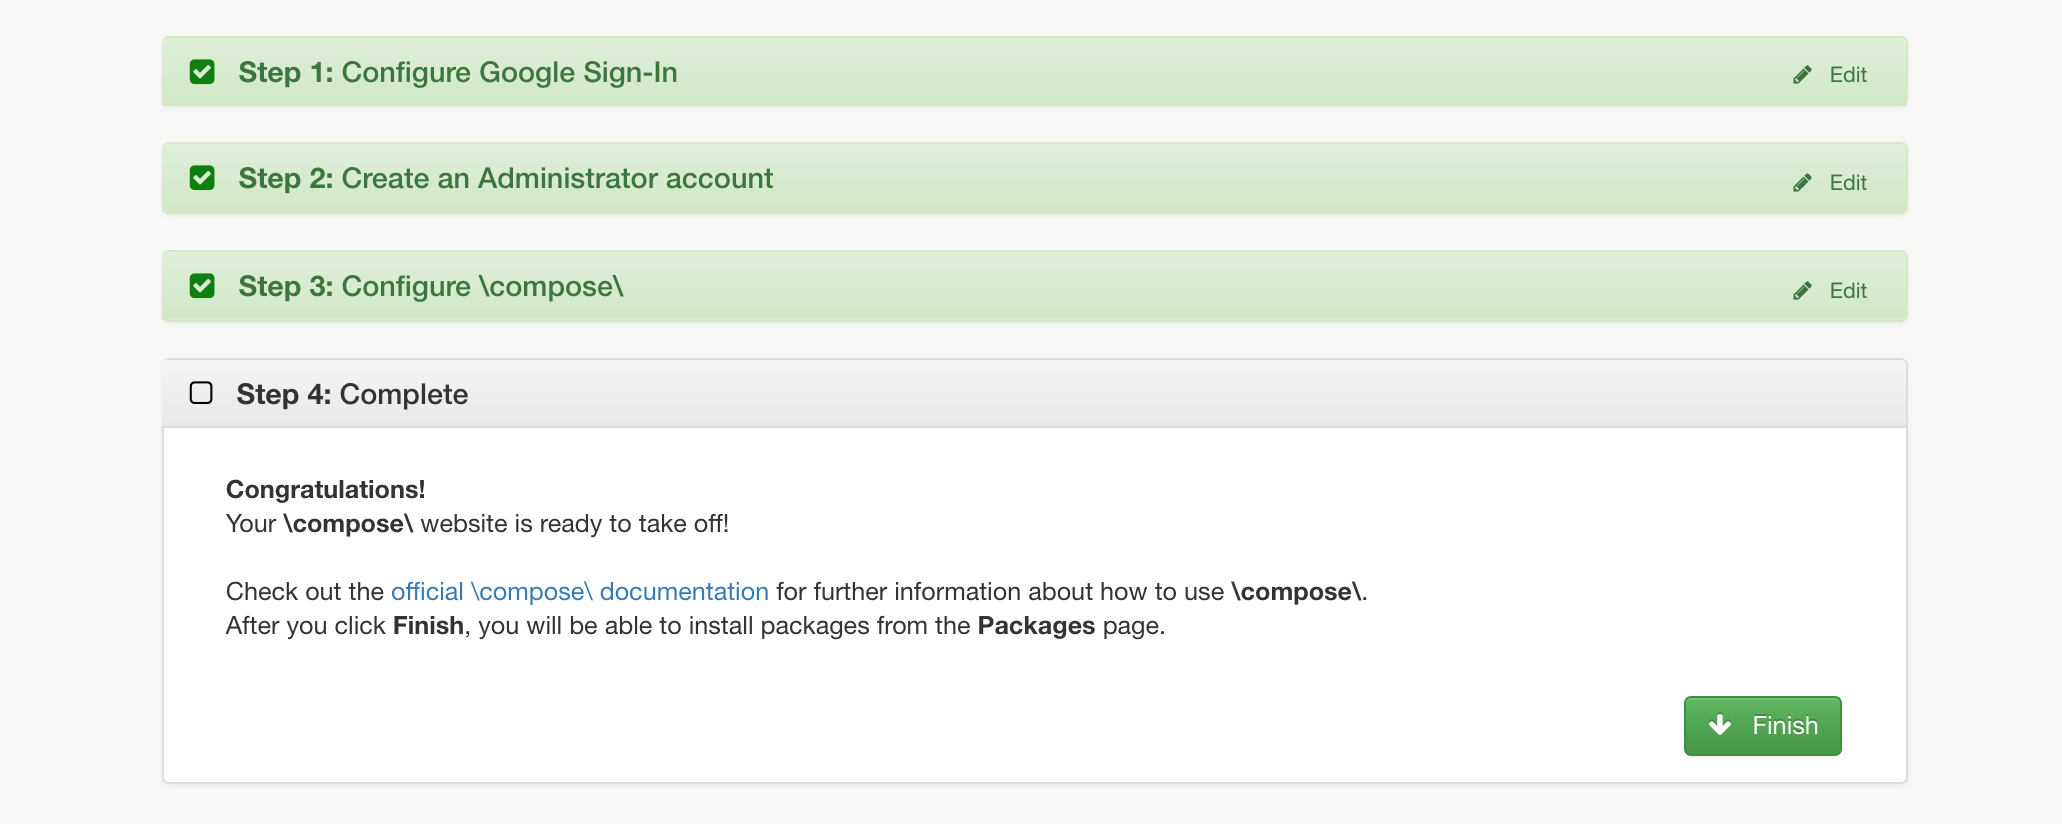 Step 1: Configure Google Sign-In
Edit
Step 2: Create an Administrator account
Edit
Step 3: Configure \compose\
Edit
Step 4: Complete
Congratulations!
Your \compose\ website is ready to take off!
Check out the official \compose\ documentation for further information about how to use \compose\.
After you click Finish, you will be able to install packages from the Packages page.
Finish